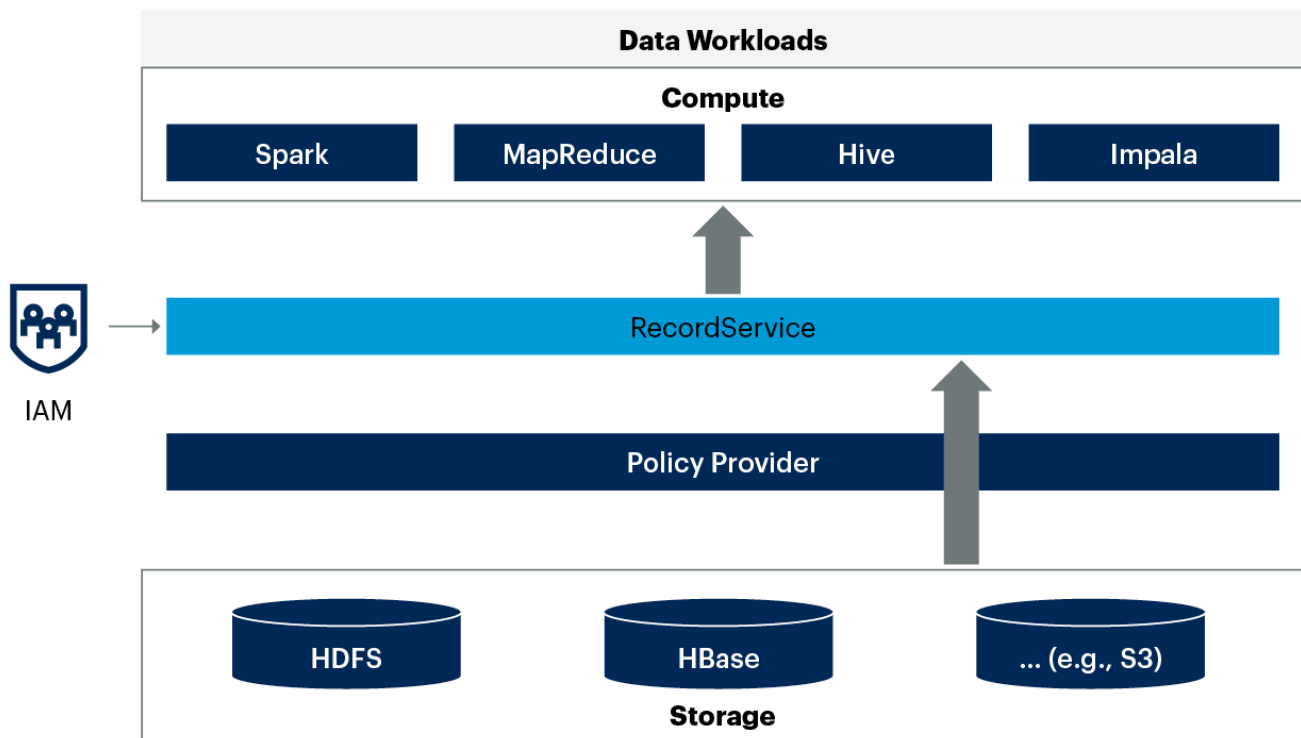 Data Workloads
Compute
Spark
MapReduce
Hive
Impala
RecordService
IAM
Policy Provider
HDFS
HBase
... (e.g., S3)
Storage